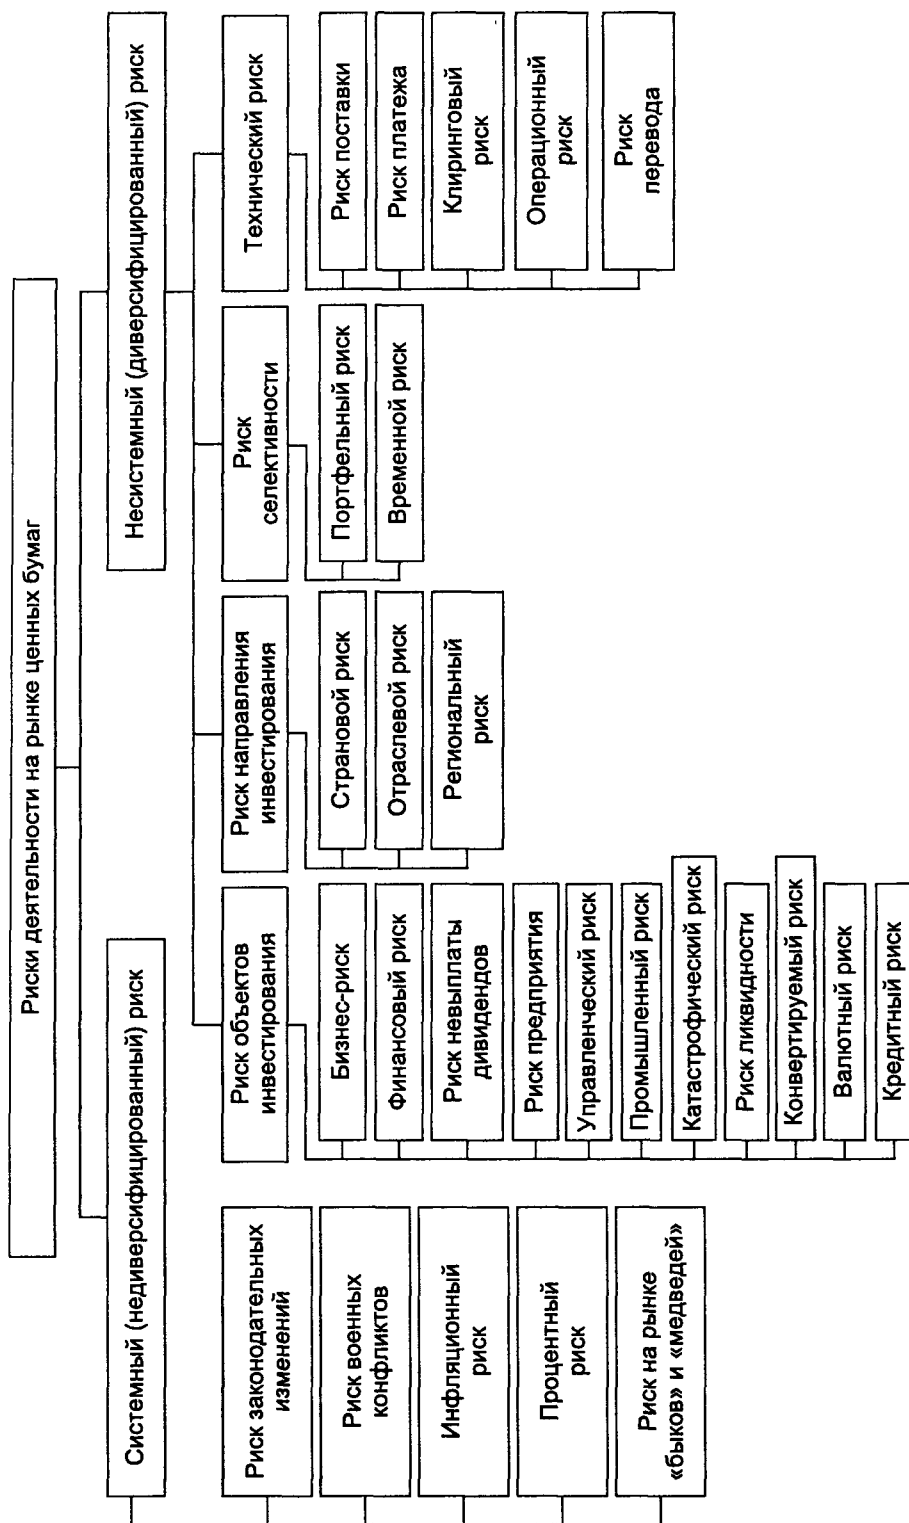 Риски деятельности на рынке ценных бумаг
Системный (недиверсифицированный) риск
Несистемный (диверсифицированный) риск
Риск законодательных
изменений
Риск военных
конфликтов
Инфляционный
риск
Процентный
риск
Риск на рынке
«быков» и «медведей»
Риск объектов
инвестирования
Бизнес-риск
Финансовый риск
Риск невыплаты
дивидендов
Риск предприятия
Управленческий риск
Промышленный риск
Катастрофический риск
Риск ликвидности
Конвертируемый риск
Валютный риск
Кредитный риск
Риск направления
инвестирования
Страновой риск
Отраслевой риск
Региональный
риск
Риск
селективности
Портфельный риск
Временной риск
Технический риск
Риск поставки
Риск платежа
Клиринговый
риск
Операционный
риск
Риск
перевода